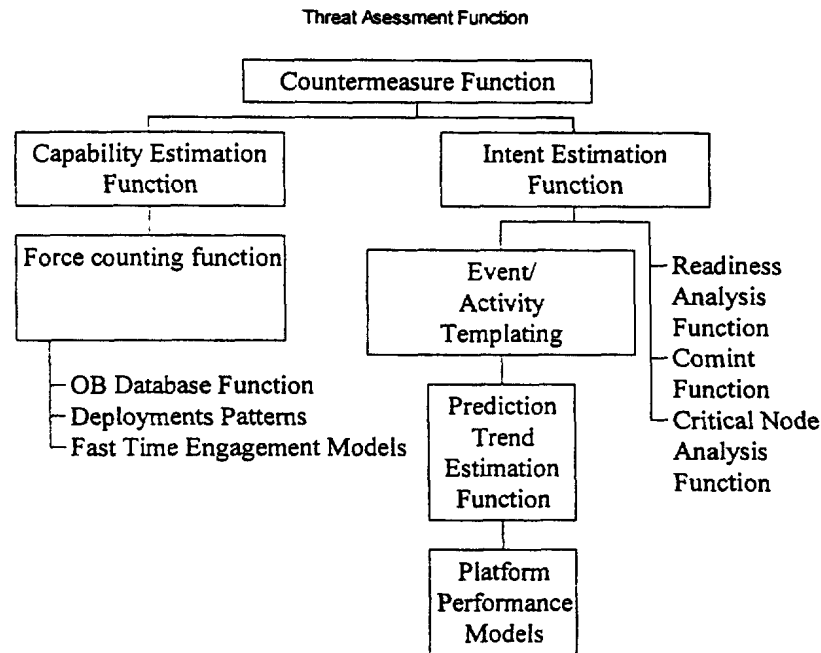 Threat Asessment Function
Countermeasure Function
Capability Estimation
Function
Intent Estimation
Function
Force counting function
Event/
Activity
Templating
Readiness
Analysis
Function
Comint
Function
Critical Node
Analysis
Function
OB Database Function
Deployments Patterns
Fast Time Engagement Models
Prediction
Trend
Estimation
Function
Platform
Performance
Models